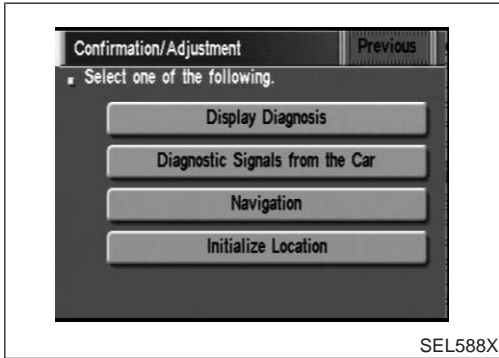 Confirmation/Adjustment Previous
Select one of the following.
Display Diagnosis
Diagnostic Signals from the Car
Navigation
Initialize Location
SEL588X